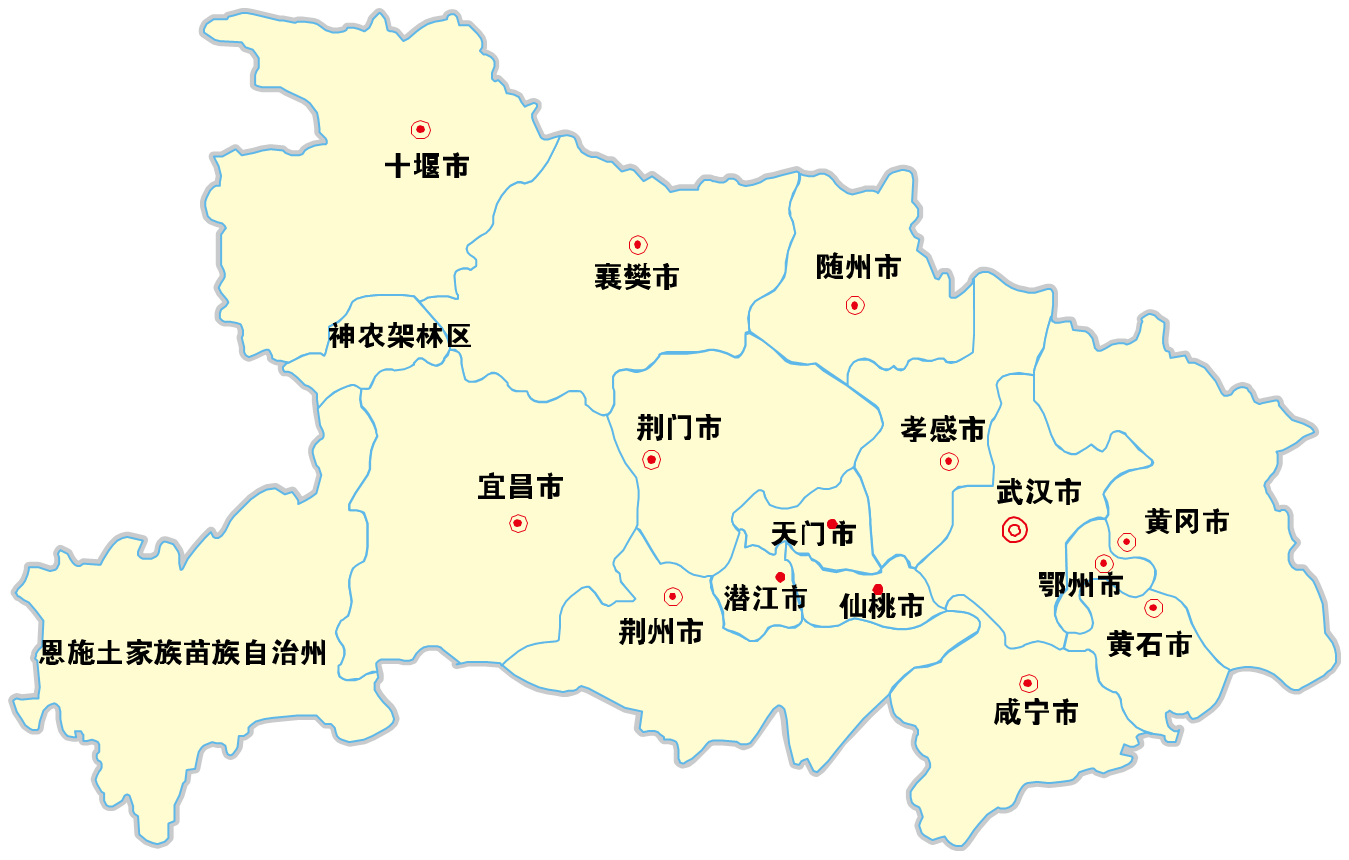 十堰市
随州市
襄樊市
神农架林区
荆门市
孝感市
宜昌市
武汉市
黄冈市
天门市
鄂州市
潜江市
仙桃市
荆州市
黄石市
恩施土家族苗族自治州
咸宁市